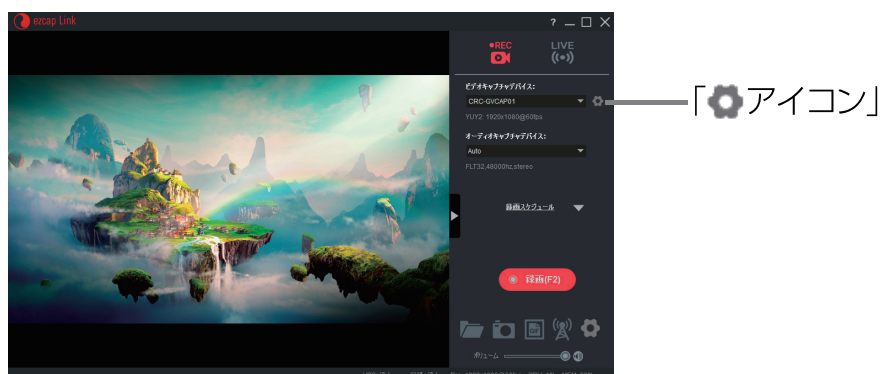 ezcap Link
?
REC
LIVE
ビデオキャプチャデバイス:
CRC-GVCAP01
YUY2: 1920x1080@60fps
オーディオキャプチャデバイス:
Auto
FLT32,48000hz,stereo
録画スケジュール
録画(F2)
GIF
ボリューム
「アイコン」